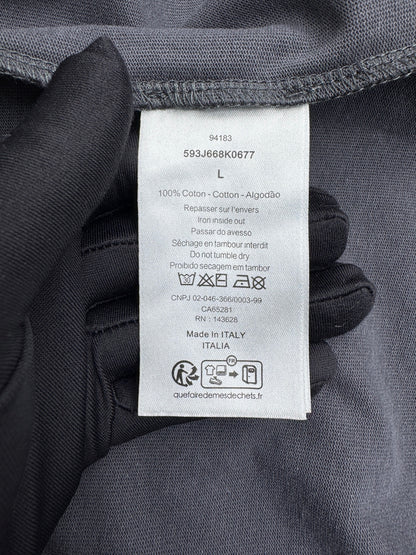 94183
593J668K0677
L
100% Coton - Cotton - Algodão
Repasser sur l'envers
Iron inside out
Passar do avesso
Séchage en tambour interdit
Do not tumble dry
Proibido secagem em tambor
CNPJ 02-046-366/0003-99
CA65281
RN : 143628
Made In ITALY
ITALIA
FR
quefairedemesdechets.fr